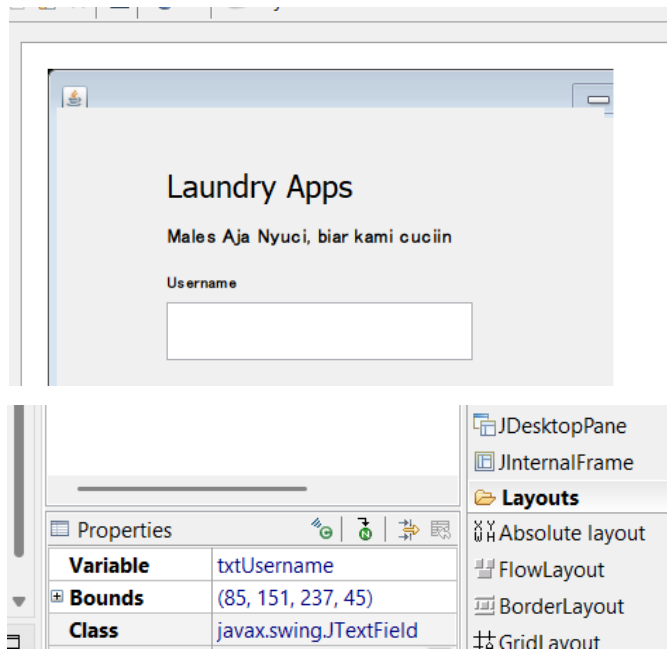 Laundry Apps
Males Aja Nyuci, biar kami cuciin
Username
JDesktopPane
JInternalFrame
Layouts
Properties
Absolute layout
Variable txtUsername
FlowLayout
Bounds (85, 151, 237, 45)
BorderLayout
Class javax.swing.JTextField
GridLayout